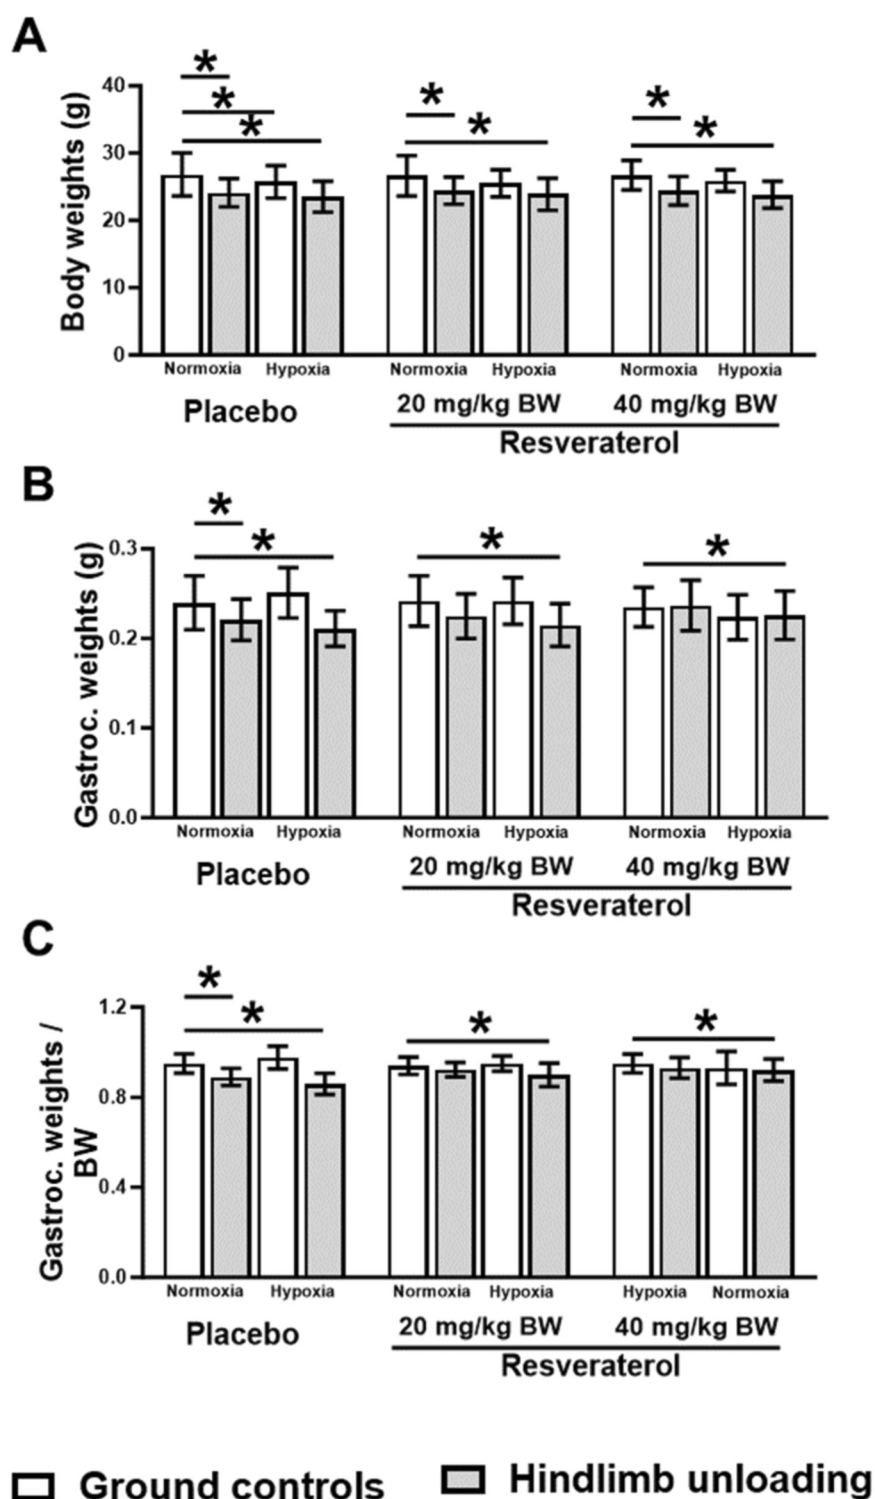 A
*
*
*
*
*
*
*
Body weights (g)
40
30
20
10
0
Normoxia Hypoxia Normoxia Hypoxia Normoxia Hypoxia
Placebo 20 mg/kg BW 40 mg/kg BW
Resveraterol
B
*
*
*
*
Gastroc. weights (g)
0.3
0.2
0.1
0.0
Normoxia Hypoxia Normoxia Hypoxia Normoxia Hypoxia
Placebo 20 mg/kg BW 40 mg/kg BW
Resveraterol
C
*
*
*
*
Gastroc. weights /
BW
1.2
0.8
0.4
0.0
Normoxia Hypoxia Normoxia Hypoxia Hypoxia Normoxia
Placebo 20 mg/kg BW 40 mg/kg BW
Resveraterol
Ground controls Hindlimb unloading